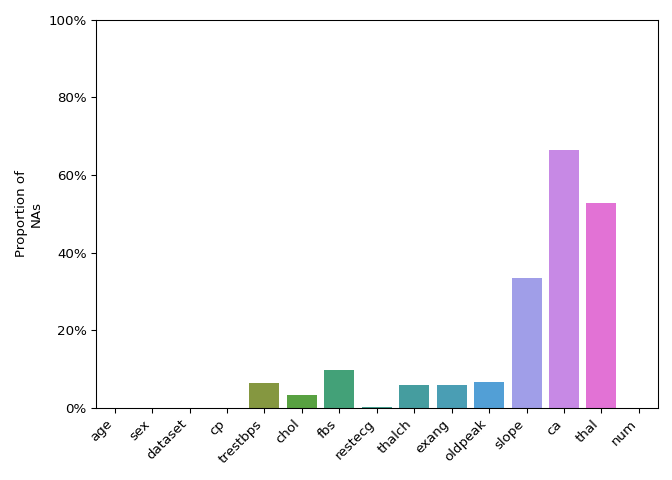 100%
80%
60%
40%
20%
0%
Proportion of
NAs
age
sex
dataset
cp
trestbps
chol
fbs
restecg
thalch
exang
oldpeak
slope
ca
thal
num